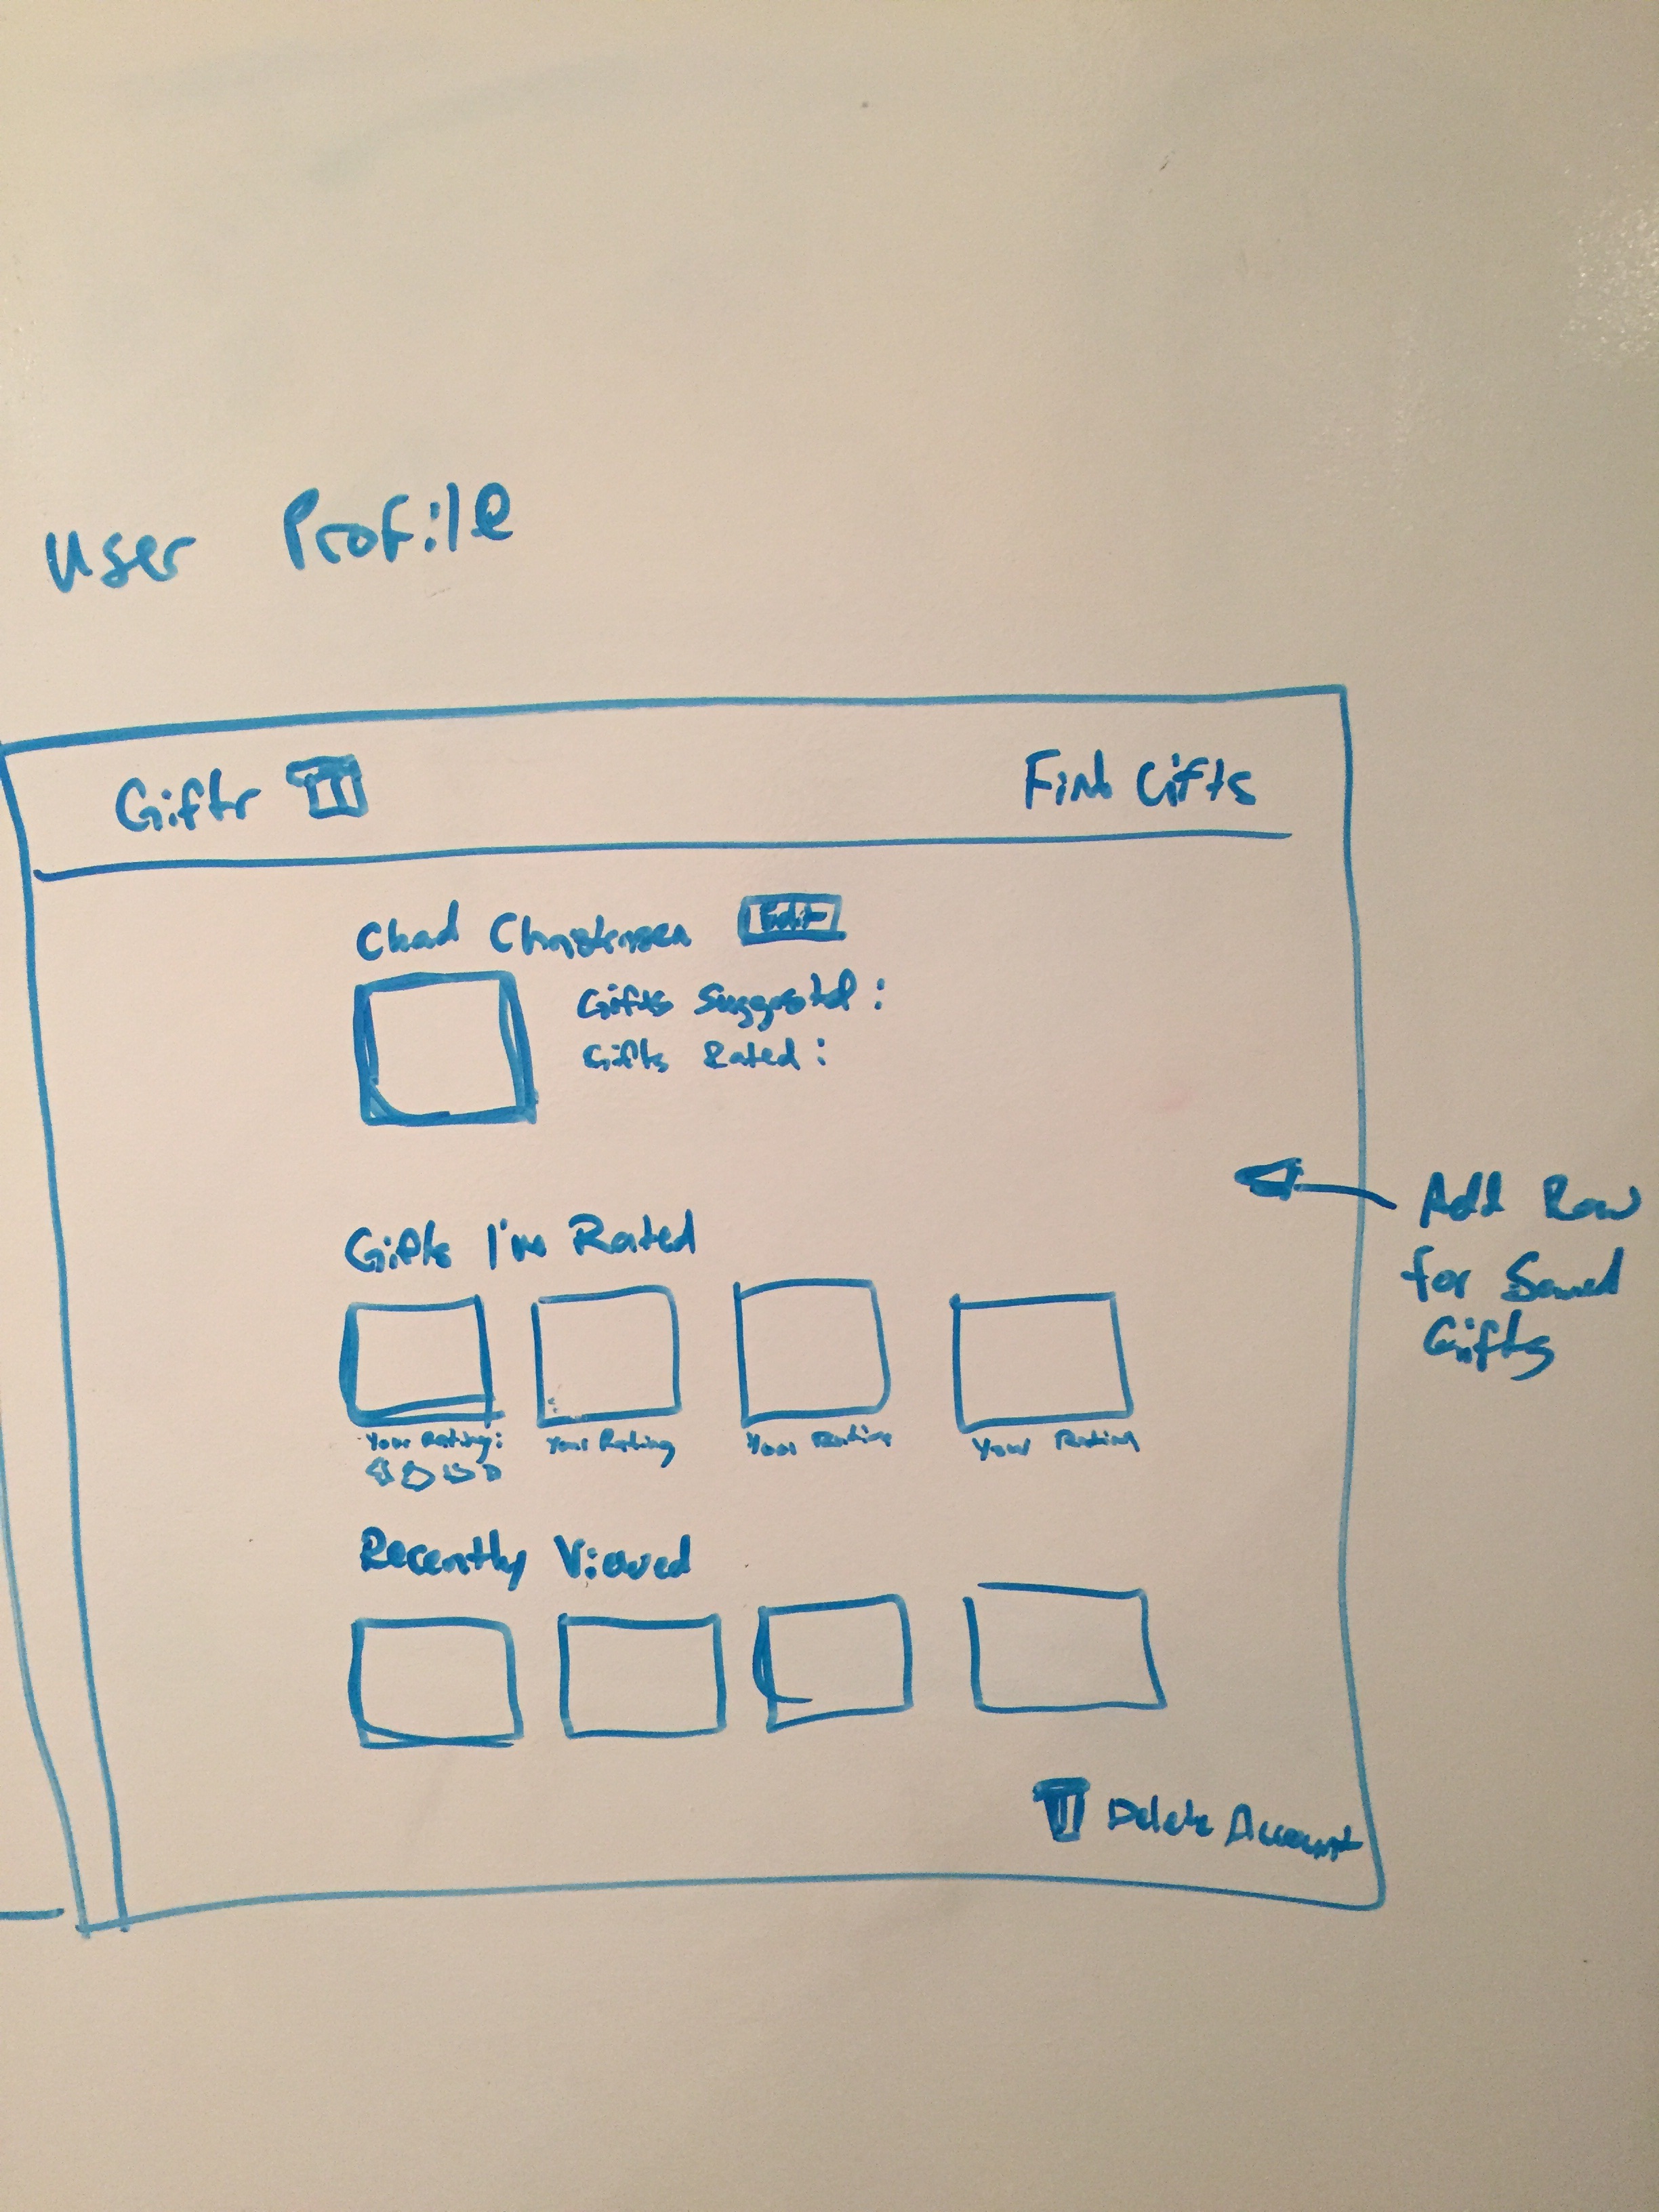 User Profile
Giftr
Find Gifts
Chad Christensen
Edit
Gifts Suggested:
Gifts Rated:
Add Row
for Saved
Gifts
Gifts I'm Rated
Your Rating:
Your Rating
Your Rating
Your Rating
Recently Viewed
Delete Account